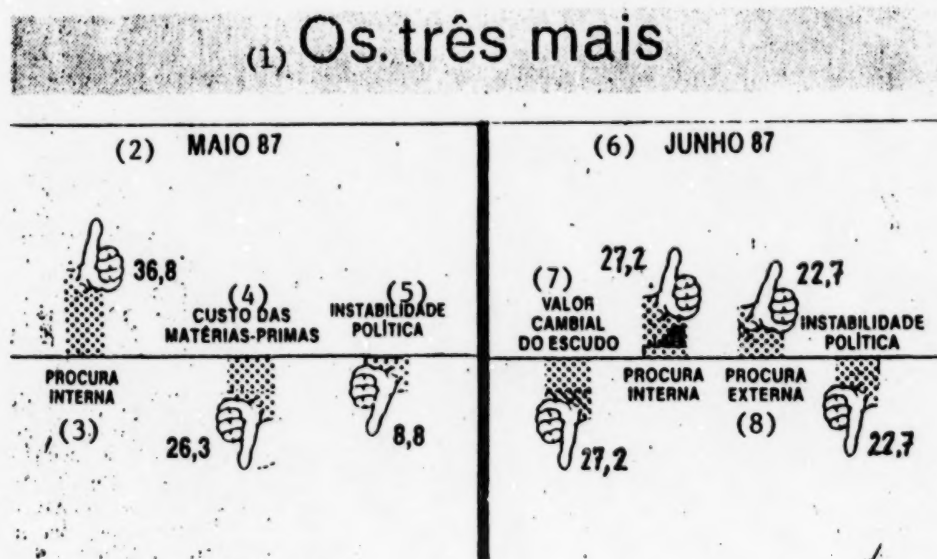 (1) Os.três mais
(2) MAIO 87
36,8
(4)
CUSTO DAS
MATÉRIAS-PRIMAS
(5)
INSTABILIDADE
POLÍTICA
PROCURA
INTERNA
(3)
26,3
8,8
(6) JUNHO 87
(7)
VALOR
CAMBIAL
DO ESCUDO
27,2
22,7
INSTABILIDADE
POLÍTICA
PROCURA
INTERNA
PROCURA
EXTERNA
(8)
27,2
22,7